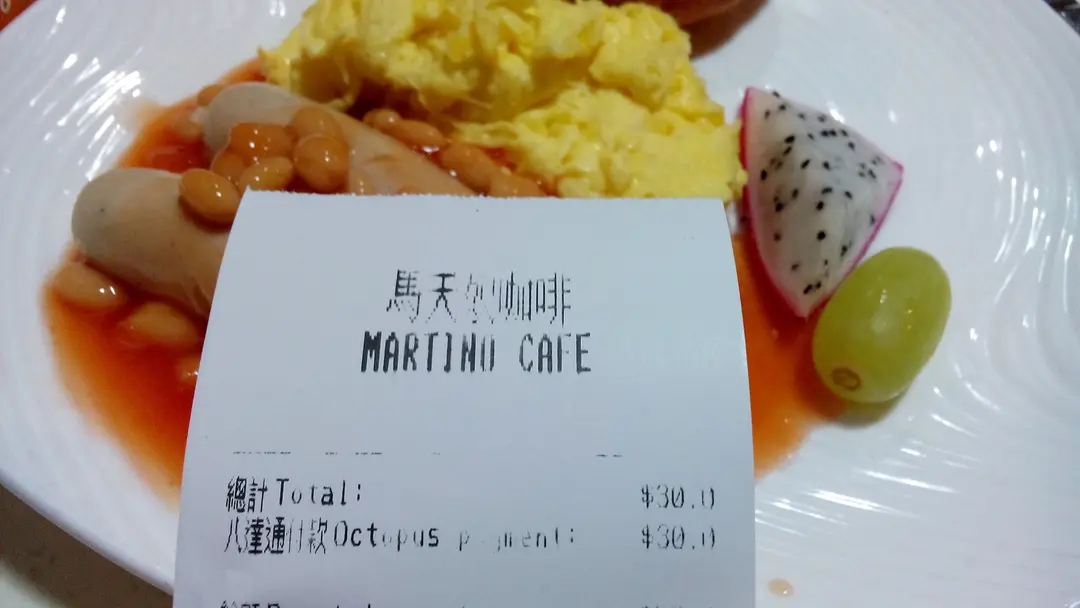 馬天奴咖啡
MARTINO CAFE
總計 Total: $30.0
八達通付款 Octopus payment: $30.0